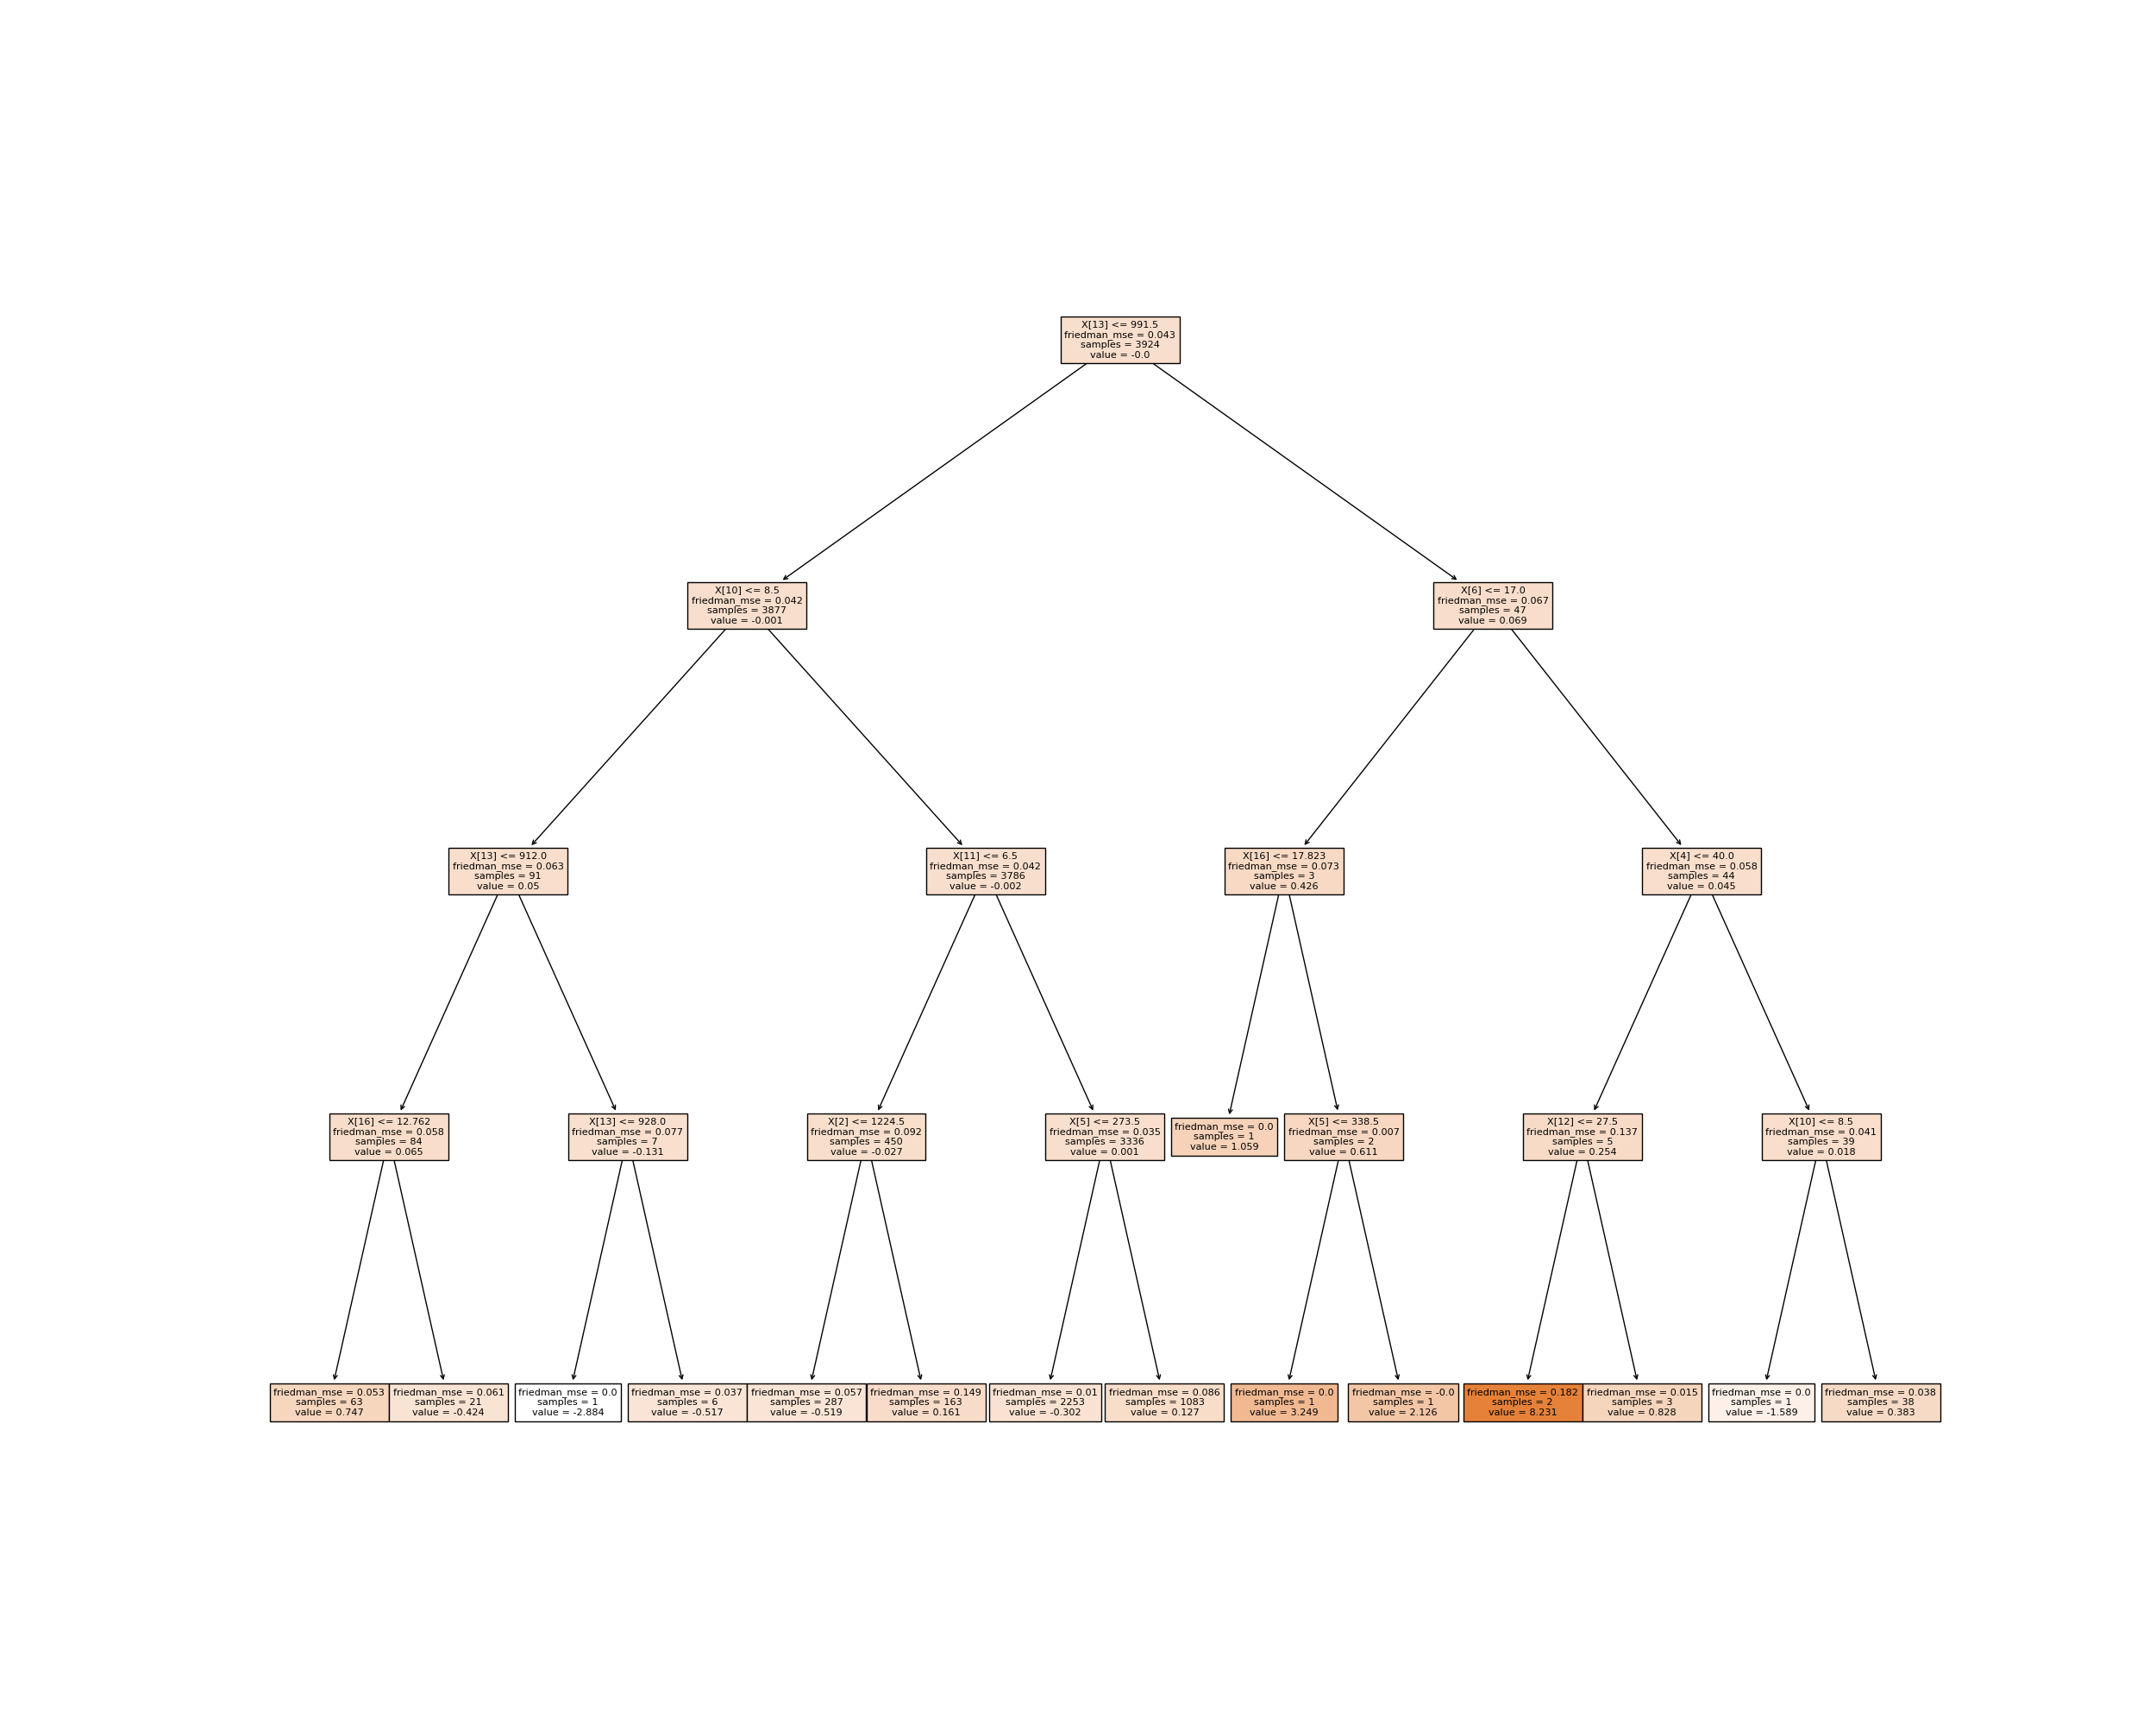 X[13] <= 991.5
friedman_mse = 0.043
samples = 3924
value = -0.0
X[10] <= 8.5
friedman_mse = 0.042
samples = 3877
value = -0.001
X[6] <= 17.0
friedman_mse = 0.067
samples = 47
value = 0.069
X[13] <= 912.0
friedman_mse = 0.063
samples = 91
value = 0.05
X[11] <= 6.5
friedman_mse = 0.042
samples = 3786
value = -0.002
X[16] <= 17.823
friedman_mse = 0.073
samples = 3
value = 0.426
X[4] <= 40.0
friedman_mse = 0.058
samples = 44
value = 0.045
X[16] <= 12.762
friedman_mse = 0.058
samples = 84
value = 0.065
X[13] <= 928.0
friedman_mse = 0.077
samples = 7
value = -0.131
X[2] <= 1224.5
friedman_mse = 0.092
samples = 450
value = -0.027
X[5] <= 273.5
friedman_mse = 0.035
samples = 3336
value = 0.001
friedman_mse = 0.0
samples = 1
value = 1.059
X[5] <= 338.5
friedman_mse = 0.007
samples = 2
value = 0.611
X[12] <= 27.5
friedman_mse = 0.137
samples = 5
value = 0.254
X[10] <= 8.5
friedman_mse = 0.041
samples = 39
value = 0.018
friedman_mse = 0.053
samples = 63
value = 0.747
friedman_mse = 0.061
samples = 21
value = -0.424
friedman_mse = 0.0
samples = 1
value = -2.884
friedman_mse = 0.037
samples = 6
value = -0.517
friedman_mse = 0.057
samples = 287
value = -0.519
friedman_mse = 0.149
samples = 163
value = 0.161
friedman_mse = 0.01
samples = 2253
value = -0.302
friedman_mse = 0.086
samples = 1083
value = 0.127
friedman_mse = 0.0
samples = 1
value = 3.249
friedman_mse = -0.0
samples = 1
value = 2.126
friedman_mse = 0.182
samples = 2
value = 8.231
friedman_mse = 0.015
samples = 3
value = 0.828
friedman_mse = 0.0
samples = 1
value = -1.589
friedman_mse = 0.038
samples = 38
value = 0.383